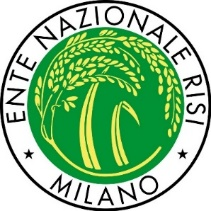 ENTE NAZIONALE RISI
★ MILANO ★